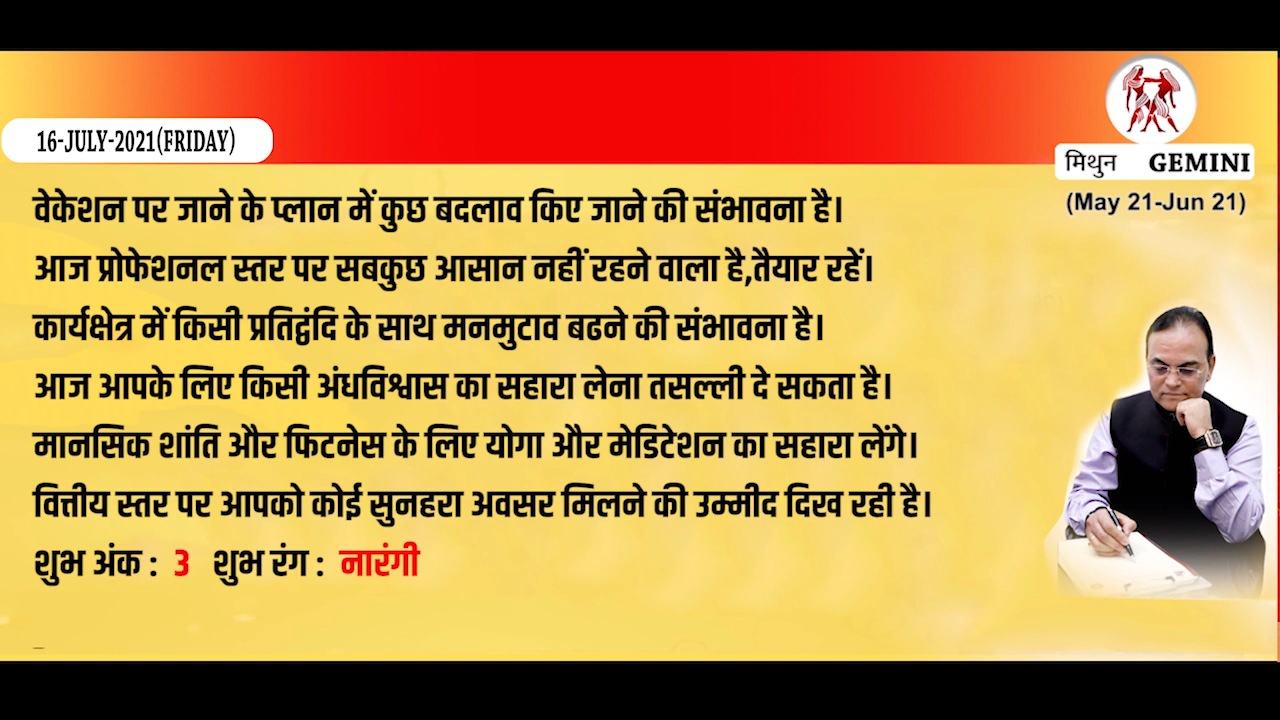 16-JULY-2021(FRIDAY)
मिथुन GEMINI
(May 21-Jun 21)
वेकेशन पर जाने के प्लान में कुछ बदलाव किए जाने की संभावना है।
आज प्रोफेशनल स्तर पर सबकुछ आसान नहीं रहने वाला है,तैयार रहें।
कार्यक्षेत्र में किसी प्रतिद्वंदि के साथ मनमुटाव बढने की संभावना है।
आज आपके लिए किसी अंधविश्वास का सहारा लेना तसल्ली दे सकता है।
मानसिक शांति और फिटनेस के लिए योगा और मेडिटेशन का सहारा लेंगे।
वित्तीय स्तर पर आपको कोई सुनहरा अवसर मिलने की उम्मीद दिख रही है।
शुभ अंक : 3 शुभ रंग : नारंगी